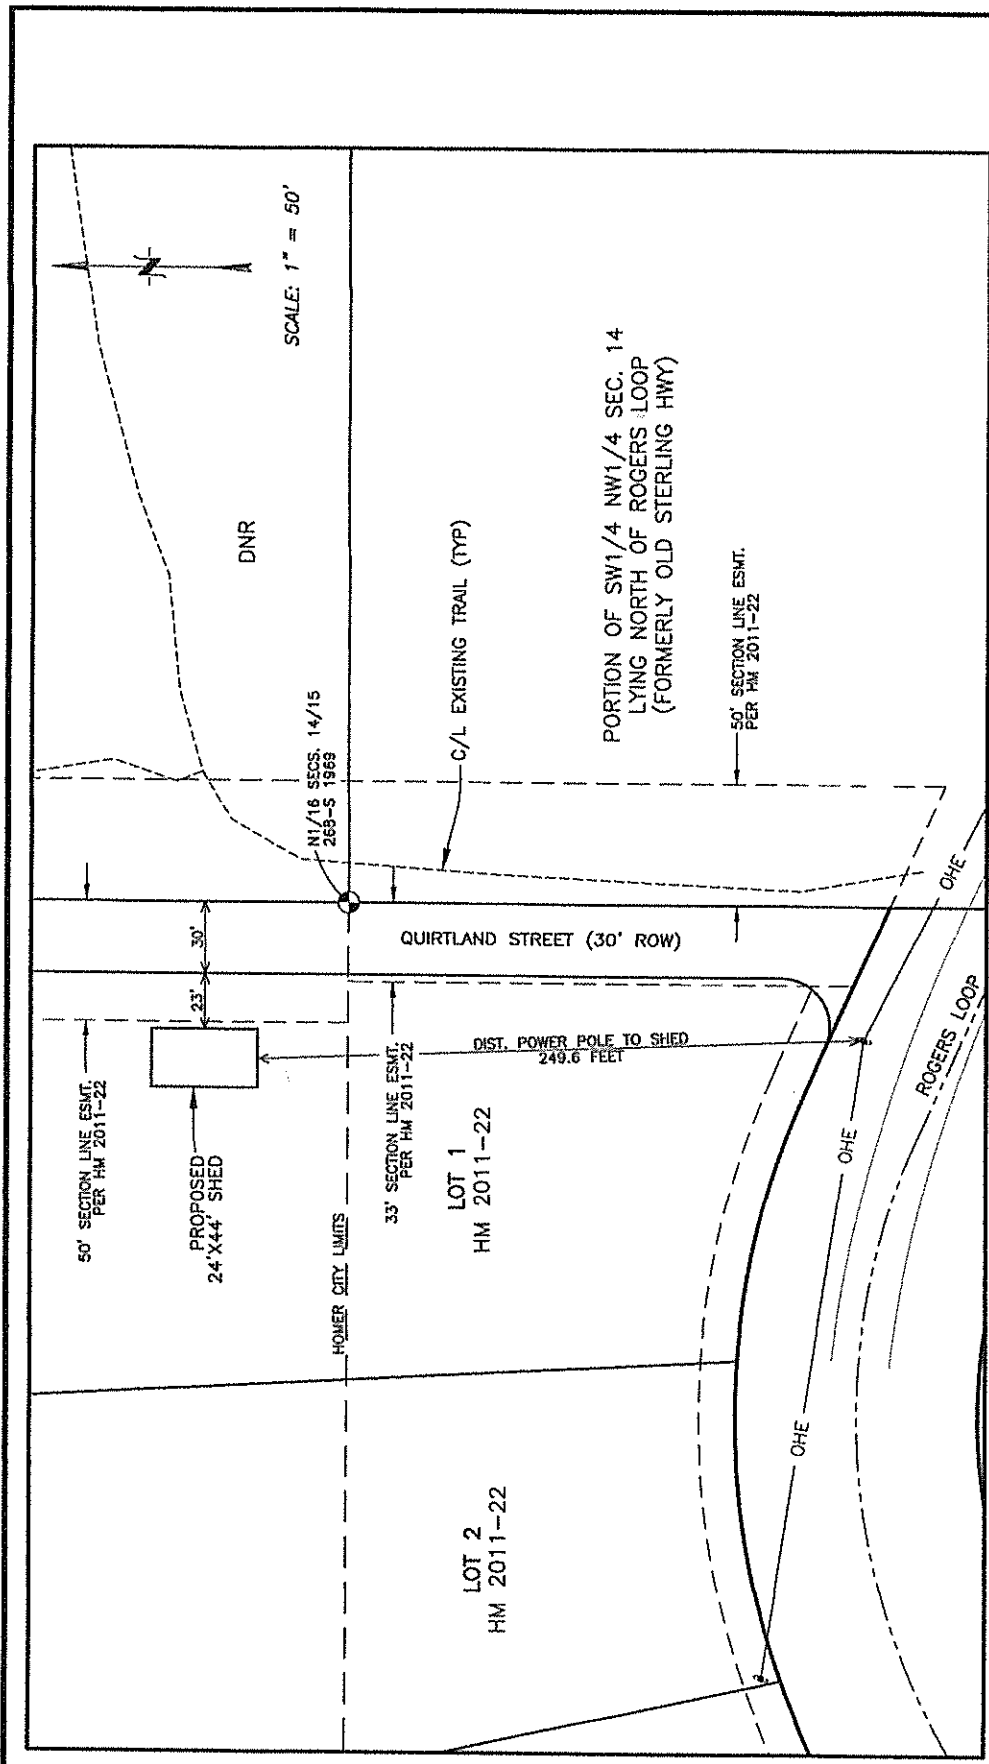 SCALE: 1" = 50'
DNR
N1/16 SECS. 14/15
268-S 1969
C/L EXISTING TRAIL (TYP)
PORTION OF SW1/4 NW1/4 SEC. 14
LYING NORTH OF ROGERS LOOP
(FORMERLY OLD STERLING HWY)
50' SECTION LINE ESMT.
PER HM 2011-22
30'
23'
QUIRTLAND STREET (30' ROW)
50' SECTION LINE ESMT.
PER HM 2011-22
PROPOSED
24'X44' SHED
33' SECTION LINE ESMT.
PER HM 2011-22
DIST. POWER POLE TO SHED
249.6 FEET
HOMER CITY LIMITS
LOT 1
HM 2011-22
LOT 2
HM 2011-22
OHE
OHE
OHE
ROGERS LOOP